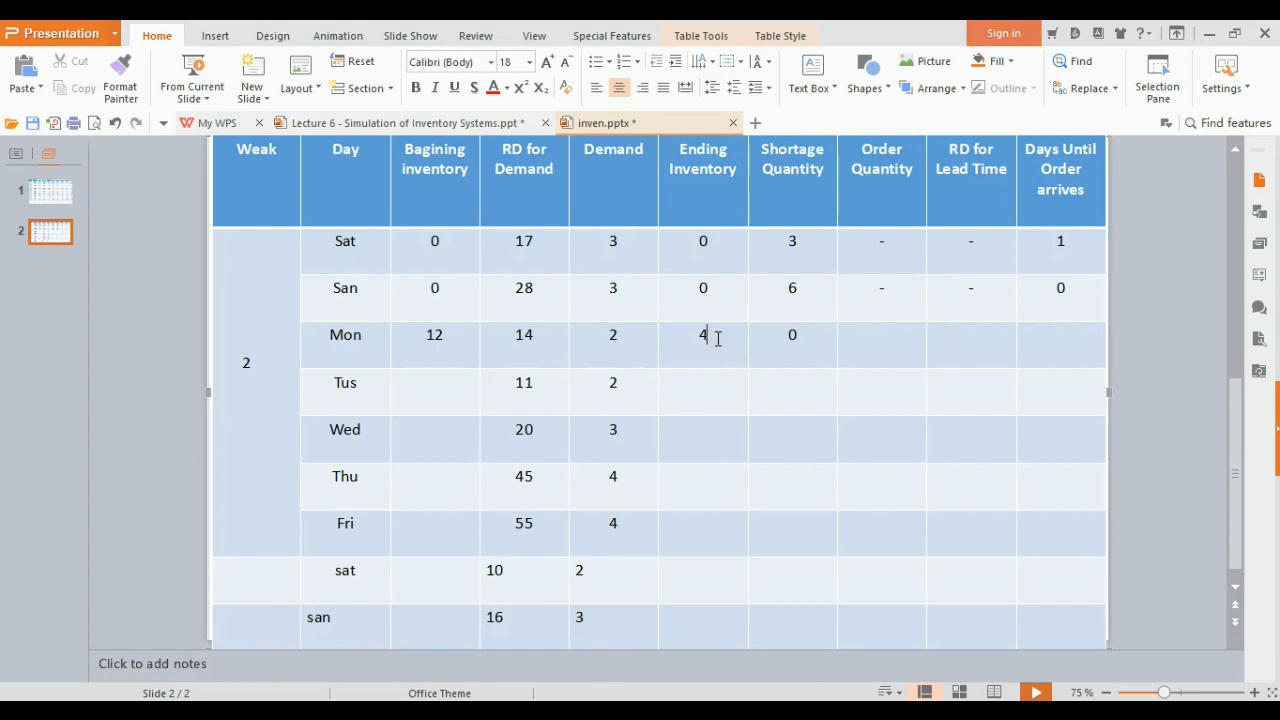 Presentation
Home
Insert
Design
Animation
Slide Show
Review
View
Special Features
Table Tools
Table Style
Sign in
Paste
Cut
Copy
Format
Painter
From Current
Slide
New
Slide
Layout
Reset
Section
Calibri (Body)
18
B I U S A X² X₂
Text Box
Shapes
Picture
Arrange
Fill
Outline
Find
Replace
Selection
Pane
Settings
My WPS
Lecture 6 - Simulation of Inventory Systems.ppt *
inven.pptx *
Find features
1
2
Weak Day Bagining inventory RD for Demand Demand Ending Inventory Shortage Quantity Order Quantity RD for Lead Time Days Until Order arrives
Sat 0 17 3 0 3 - - 1
San 0 28 3 0 6 - - 0
Mon 12 14 2 4 0
2
Tus 11 2
Wed 20 3
Thu 45 4
Fri 55 4
sat 10 2
san 16 3
Click to add notes
Slide 2 / 2
Office Theme
75 %